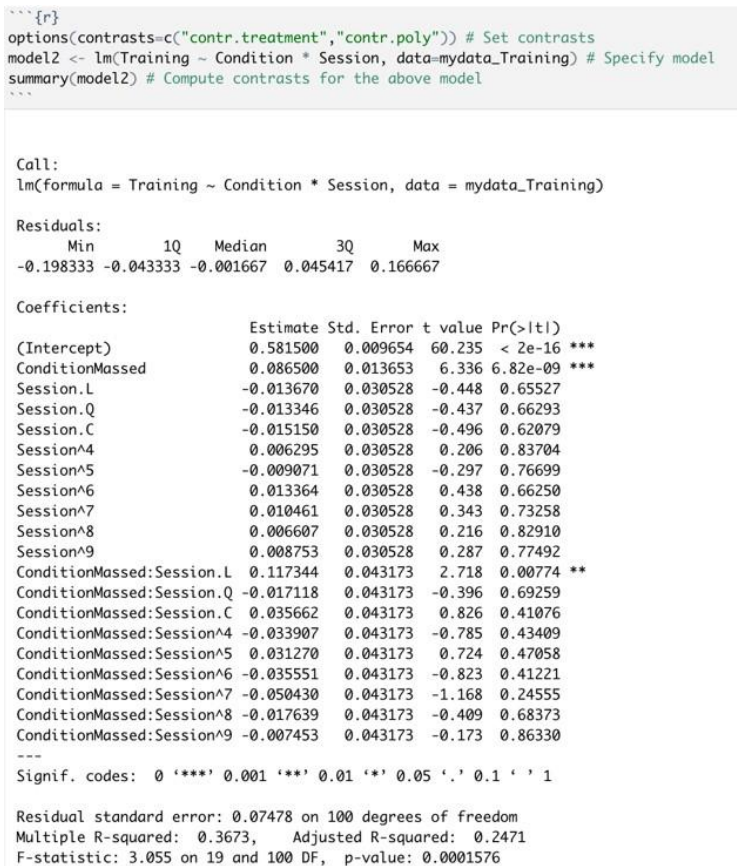 ```{r}
options(contrasts=c("contr.treatment","contr.poly")) # Set contrasts
model2 <- lm(Training ~ Condition * Session, data=mydata_Training) # Specify model
summary(model2) # Compute contrasts for the above model
```
Call:
lm(formula = Training ~ Condition * Session, data = mydata_Training)
Residuals:
Min 1Q Median 3Q Max
-0.198333 -0.043333 -0.001667 0.045417 0.166667
Coefficients:
Estimate Std. Error t value Pr(>|t|)
(Intercept) 0.581500 0.009654 60.235 < 2e-16 ***
ConditionMassed 0.086500 0.013653 6.336 6.82e-09 ***
Session.L -0.013670 0.030528 -0.448 0.65527
Session.Q -0.013346 0.030528 -0.437 0.66293
Session.C -0.015150 0.030528 -0.496 0.62079
Session^4 0.006295 0.030528 0.206 0.83704
Session^5 -0.009071 0.030528 -0.297 0.76699
Session^6 0.013364 0.030528 0.438 0.66250
Session^7 0.010461 0.030528 0.343 0.73258
Session^8 0.006607 0.030528 0.216 0.82910
Session^9 0.008753 0.030528 0.287 0.77492
ConditionMassed:Session.L 0.117344 0.043173 2.718 0.00774 **
ConditionMassed:Session.Q -0.017118 0.043173 -0.396 0.69259
ConditionMassed:Session.C 0.035662 0.043173 0.826 0.41076
ConditionMassed:Session^4 -0.033907 0.043173 -0.785 0.43409
ConditionMassed:Session^5 0.031270 0.043173 0.724 0.47058
ConditionMassed:Session^6 -0.035551 0.043173 -0.823 0.41221
ConditionMassed:Session^7 -0.050430 0.043173 -1.168 0.24555
ConditionMassed:Session^8 -0.017639 0.043173 -0.409 0.68373
ConditionMassed:Session^9 -0.007453 0.043173 -0.173 0.86330
---
Signif. codes: 0 ‘***’ 0.001 ‘**’ 0.01 ‘*’ 0.05 ‘.’ 0.1 ‘ ’ 1
Residual standard error: 0.07478 on 100 degrees of freedom
Multiple R-squared: 0.3673, Adjusted R-squared: 0.2471
F-statistic: 3.055 on 19 and 100 DF, p-value: 0.0001576